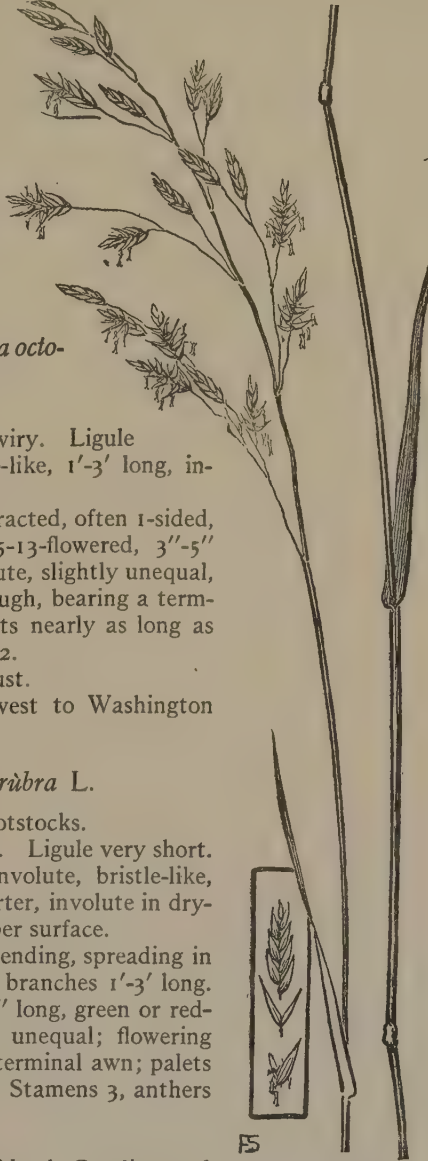 a octo-
viry. Ligule
-like, 1′-3′ long, in-
racted, often 1-sided,
5-13-flowered, 3″-5″
ute, slightly unequal,
ugh, bearing a term-
ts nearly as long as
2.
ust.
vest to Washington
rùbra L.
otstocks.
. Ligule very short.
nvolute, bristle-like,
rter, involute in dry-
per surface.
ending, spreading in
branches 1′-3′ long.
″ long, green or red-
unequal; flowering
terminal awn; palets
Stamens 3, anthers
FS